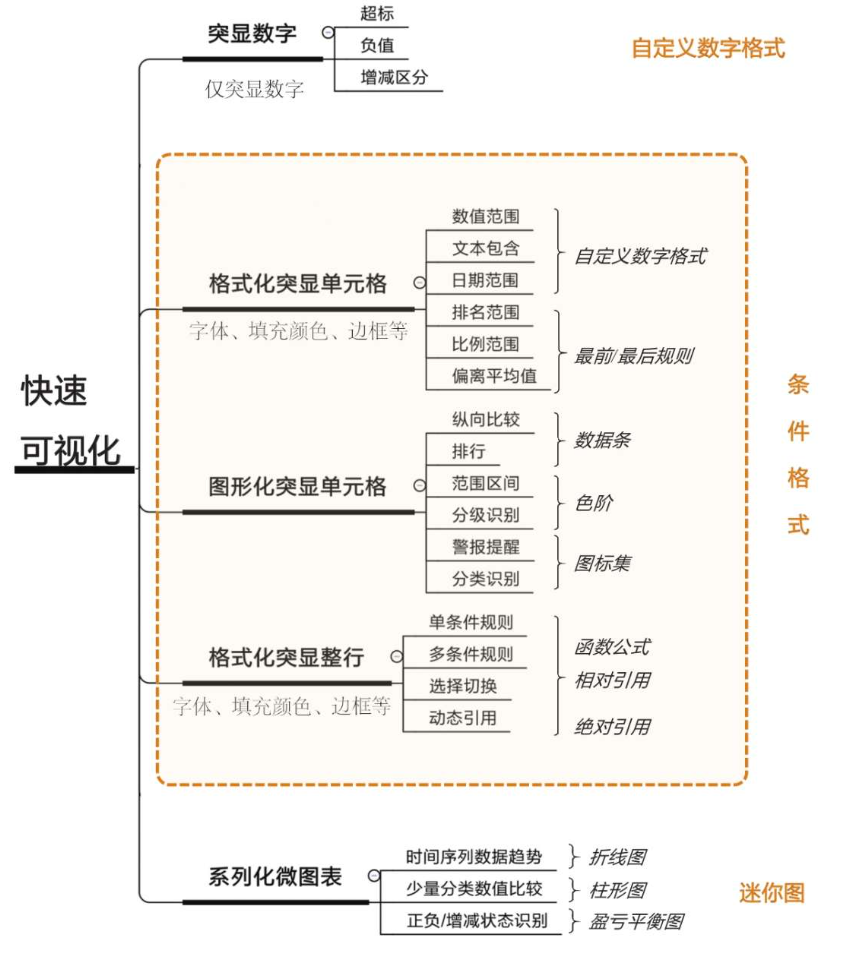 突显数字
仅突显数字
超标
负值
增减区分
自定义数字格式
快速
可视化
格式化突显单元格
字体、填充颜色、边框等
数值范围
文本包含
日期范围
自定义数字格式
排名范围
比例范围
偏离平均值
最前/最后规则
图形化突显单元格
纵向比较
排行
数据条
范围区间
分级识别
色阶
警报提醒
分类识别
图标集
格式化突显整行
字体、填充颜色、边框等
单条件规则
多条件规则
选择切换
动态引用
函数公式
相对引用
绝对引用
条
件
格
式
系列化微图表
时间序列数据趋势
折线图
少量分类数值比较
柱形图
正负/增减状态识别
盈亏平衡图
迷你图